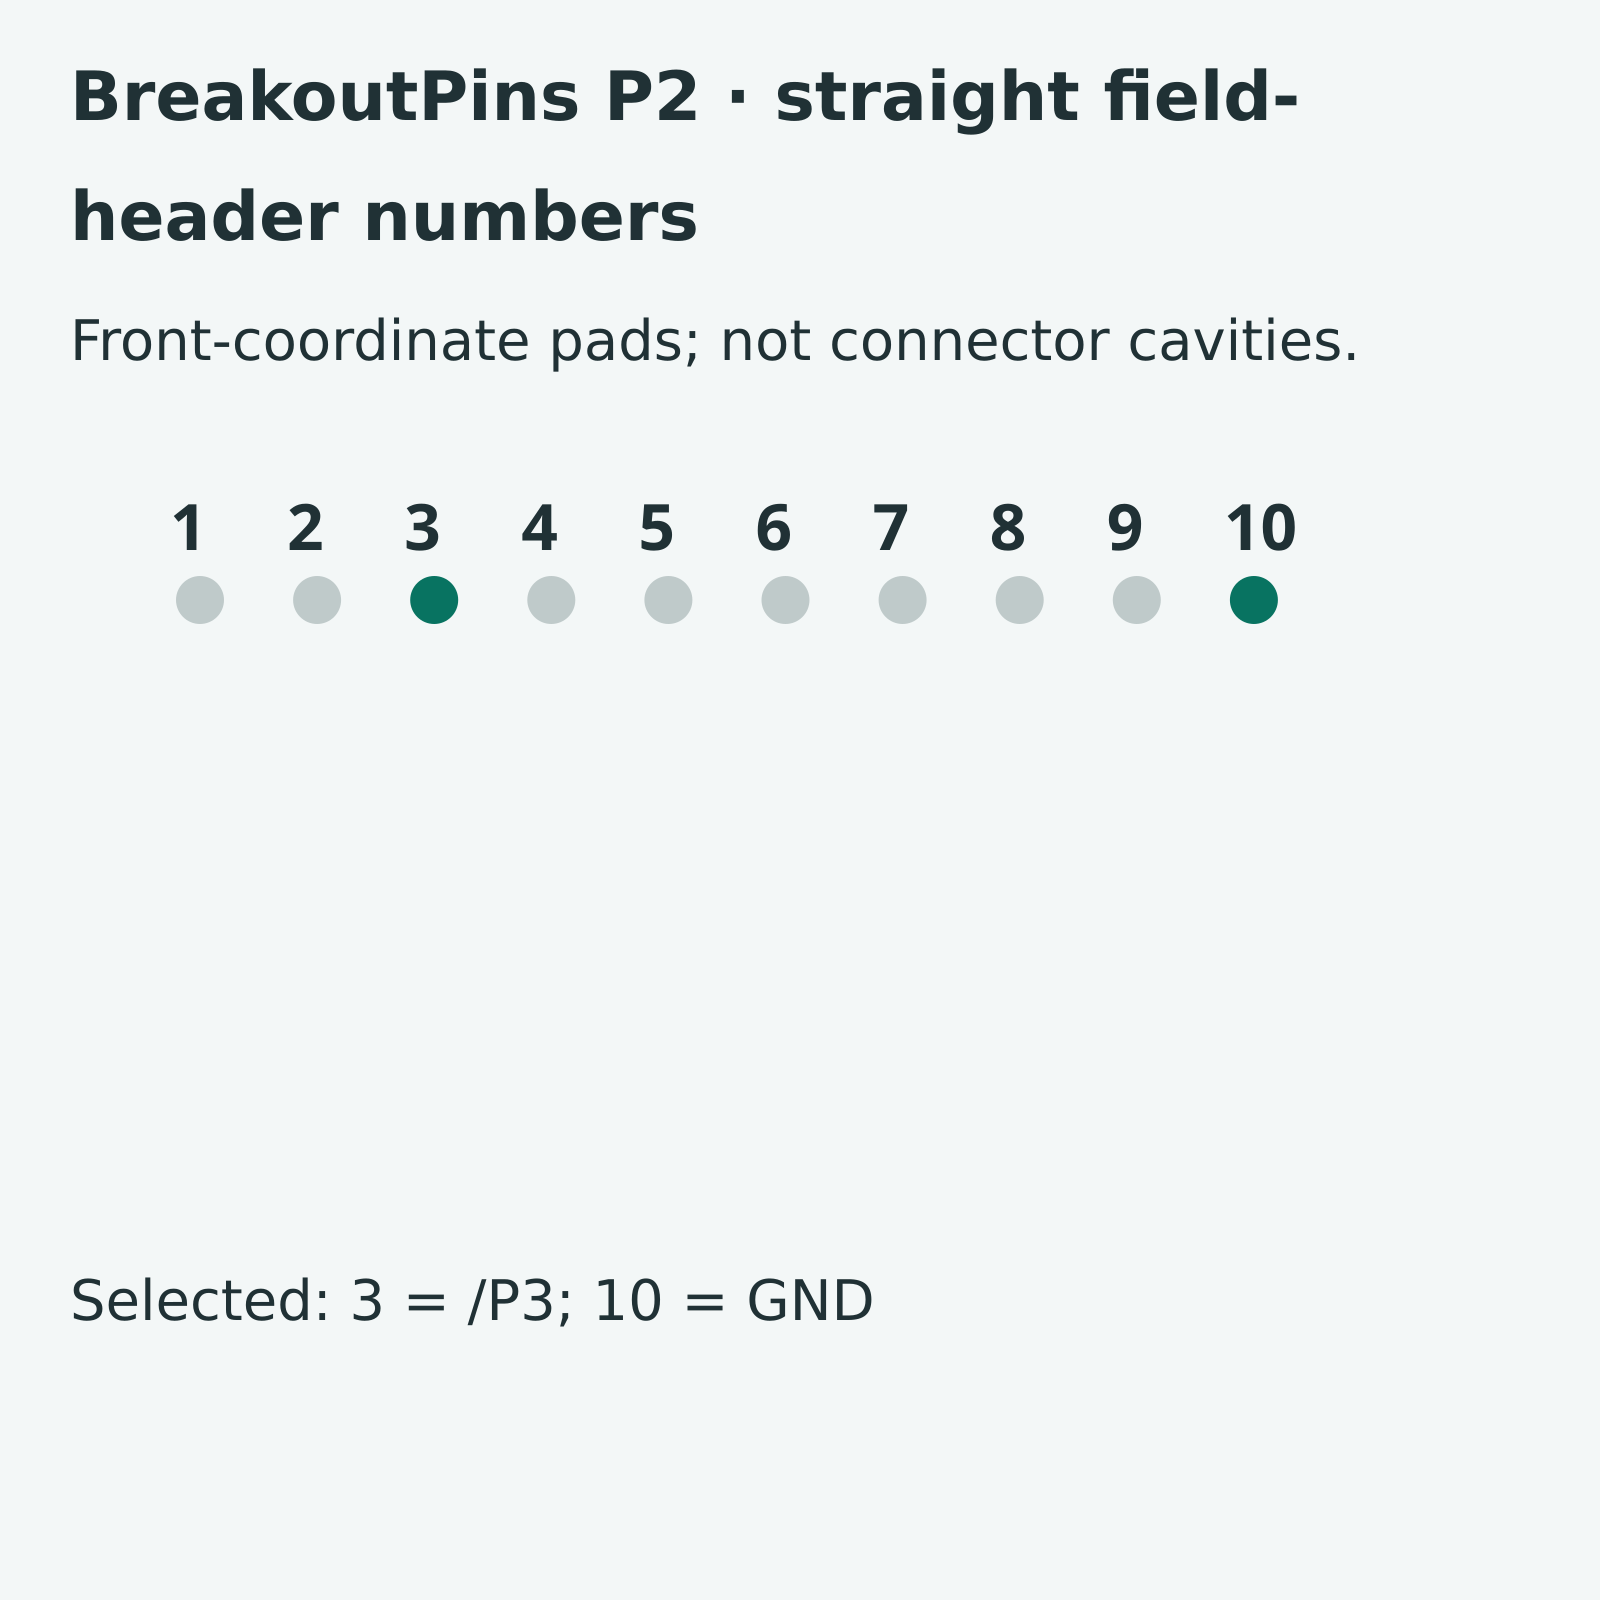 BreakoutPins P2 · straight field-
header numbers
Front-coordinate pads; not connector cavities.
1 2 3 4 5 6 7 8 9 10
Selected: 3 = /P3; 10 = GND